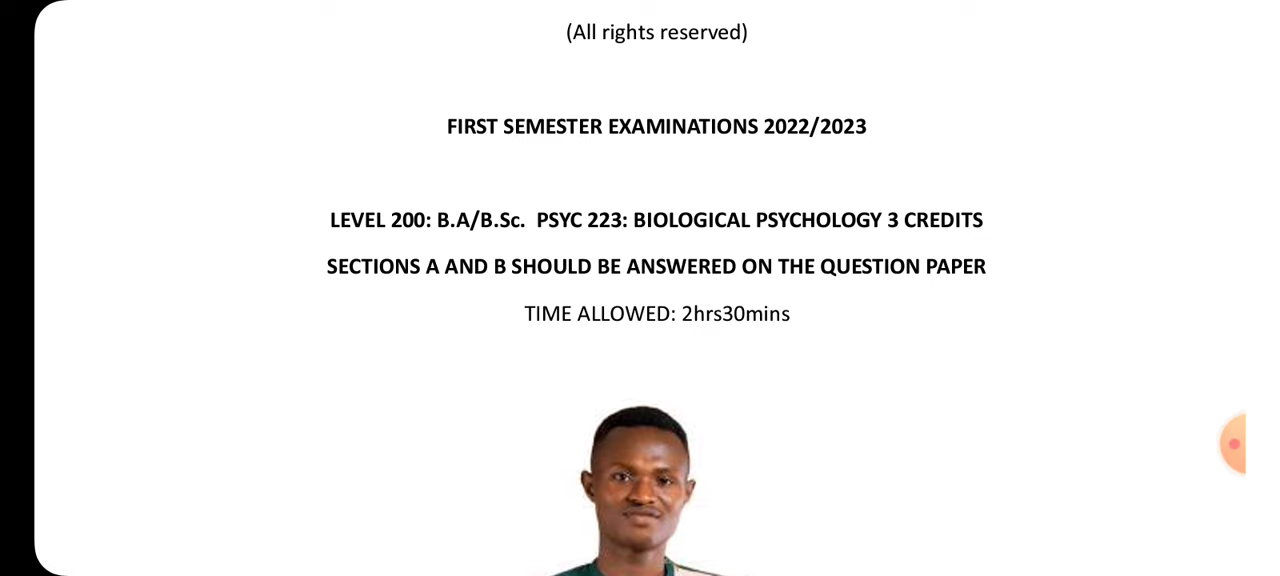 (All rights reserved)
FIRST SEMESTER EXAMINATIONS 2022/2023
LEVEL 200: B.A/B.Sc.  PSYC 223: BIOLOGICAL PSYCHOLOGY 3 CREDITS
SECTIONS A AND B SHOULD BE ANSWERED ON THE QUESTION PAPER
TIME ALLOWED: 2hrs30mins